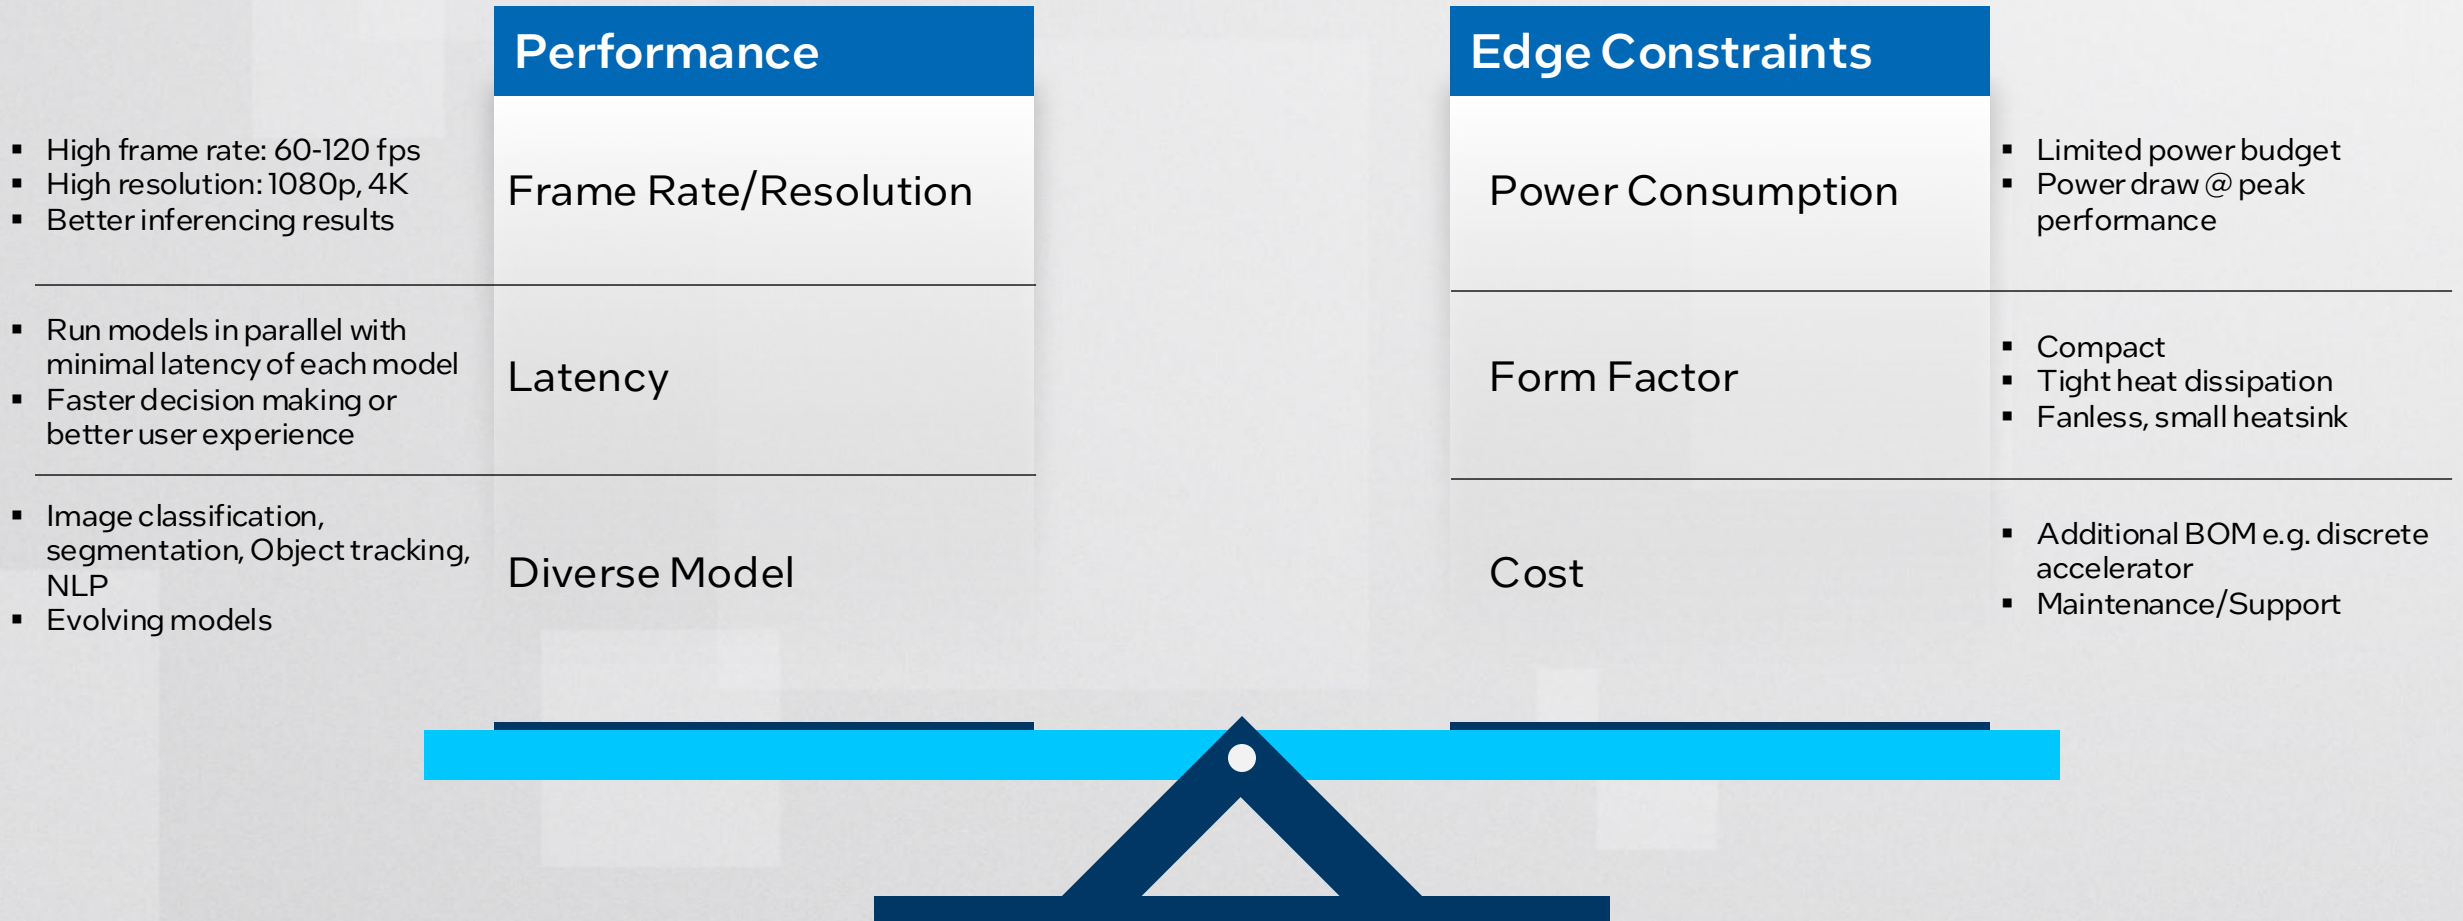 Performance
▪ High frame rate: 60-120 fps
▪ High resolution: 1080p, 4K
▪ Better inferencing results
Frame Rate/Resolution
▪ Run models in parallel with
minimal latency of each model
▪ Faster decision making or
better user experience
Latency
▪ Image classification,
segmentation, Object tracking,
NLP
▪ Evolving models
Diverse Model
Edge Constraints
Power Consumption
▪ Limited power budget
▪ Power draw @ peak
performance
Form Factor
▪ Compact
▪ Tight heat dissipation
▪ Fanless, small heatsink
Cost
▪ Additional BOM e.g. discrete
accelerator
▪ Maintenance/Support